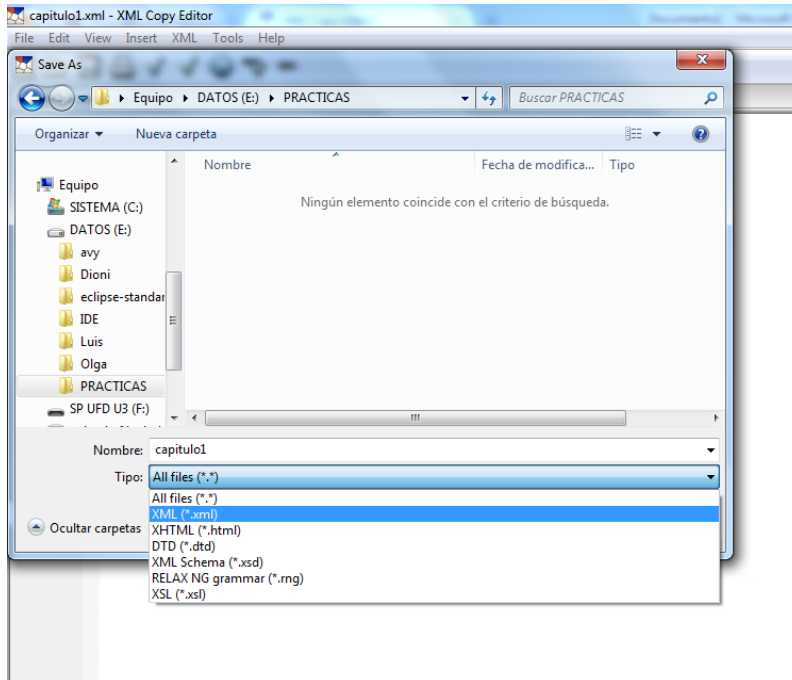 capitulo1.xml - XML Copy Editor
File Edit View Insert XML Tools Help
Save As
Equipo DATOS (E:) PRACTICAS Buscar PRACTICAS
Organizar Nueva carpeta
Nombre Fecha de modifica... Tipo
Ningún elemento coincide con el criterio de búsqueda.
Equipo
SISTEMA (C:)
DATOS (E:)
avy
Dioni
eclipse-standar
IDE
Luis
Olga
PRACTICAS
SP UFD U3 (F:)
Nombre: capitulo1
Tipo: All files (*.*)
All files (*.*)
XML (*.xml)
XHTML (*.html)
DTD (*.dtd)
XML Schema (*.xsd)
RELAX NG grammar (*.rng)
XSL (*.xsl)
Ocultar carpetas